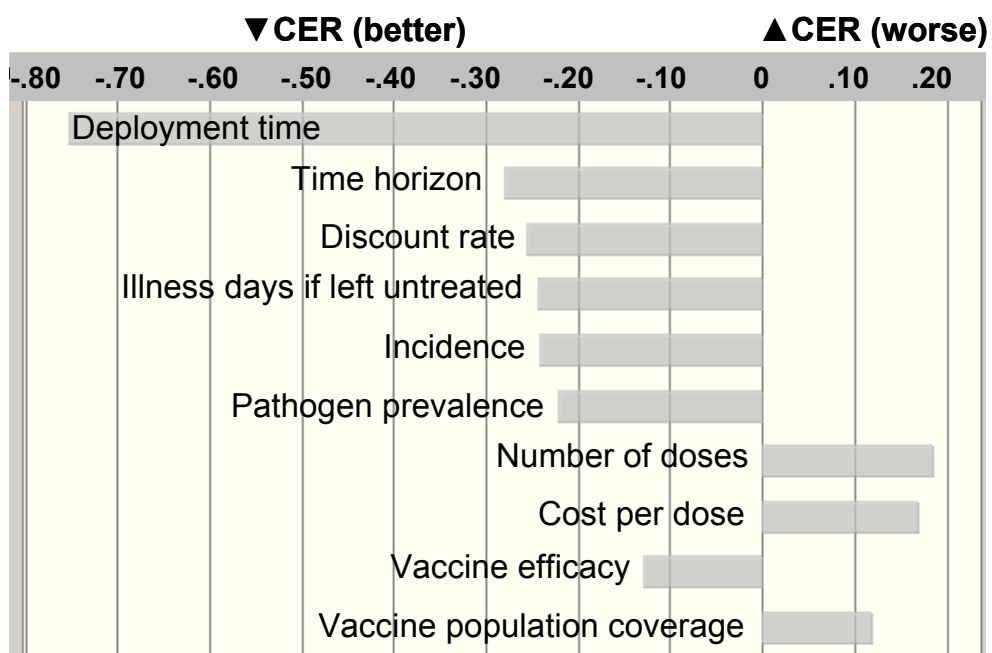 ▼CER (better) ▲CER (worse)
-.80 -.70 -.60 -.50 -.40 -.30 -.20 -.10 0 .10 .20
Deployment time
Time horizon
Discount rate
Illness days if left untreated
Incidence
Pathogen prevalence
Number of doses
Cost per dose
Vaccine efficacy
Vaccine population coverage